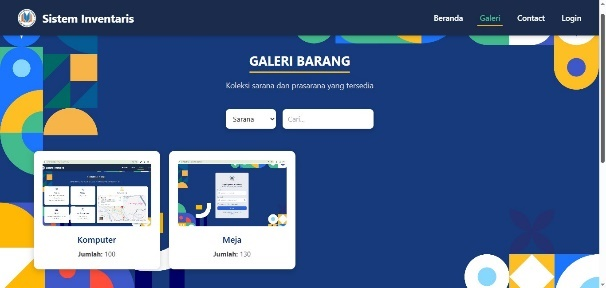 Sistem Inventaris
Beranda
Galeri
Contact
Login
GALERI BARANG
Koleksi sarana dan prasarana yang tersedia
Sarana
Cari...
Komputer
Jumlah: 100
Meja
Jumlah: 130